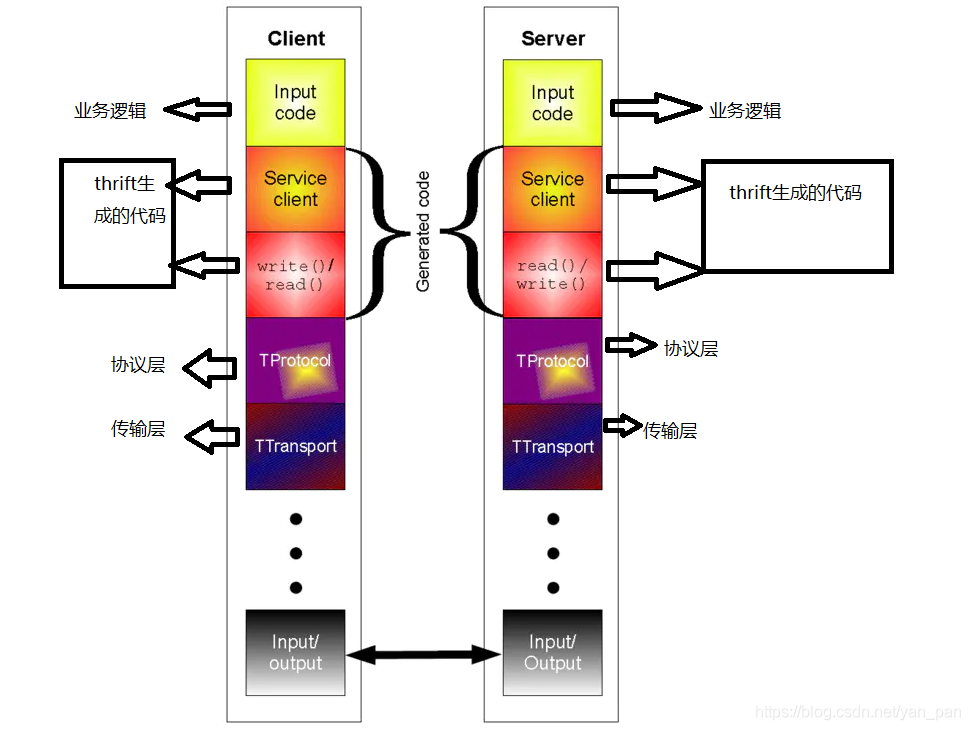 Client
Server
Input
code
Input
code
业务逻辑
业务逻辑
Service
client
Service
client
thrift生
成的代码
thrift生成的代码
Generated code
write()/
read()
read()/
write()
协议层
TProtocol
TProtocol
协议层
传输层
TTransport
TTransport
传输层
Input/
output
Input/
Output
https://blog.csdn.net/yan_pan